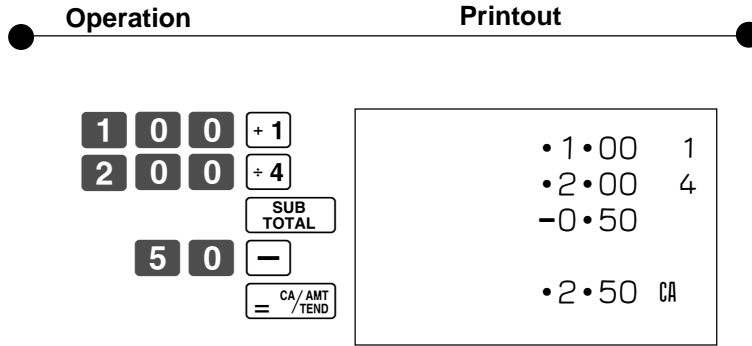 Operation Printout
1 0 0 + 1 •1•00 1
2 0 0 ÷ 4 •2•00 4
SUB TOTAL -0•50
5 0 −
= CA/AMT TEND •2•50 CA